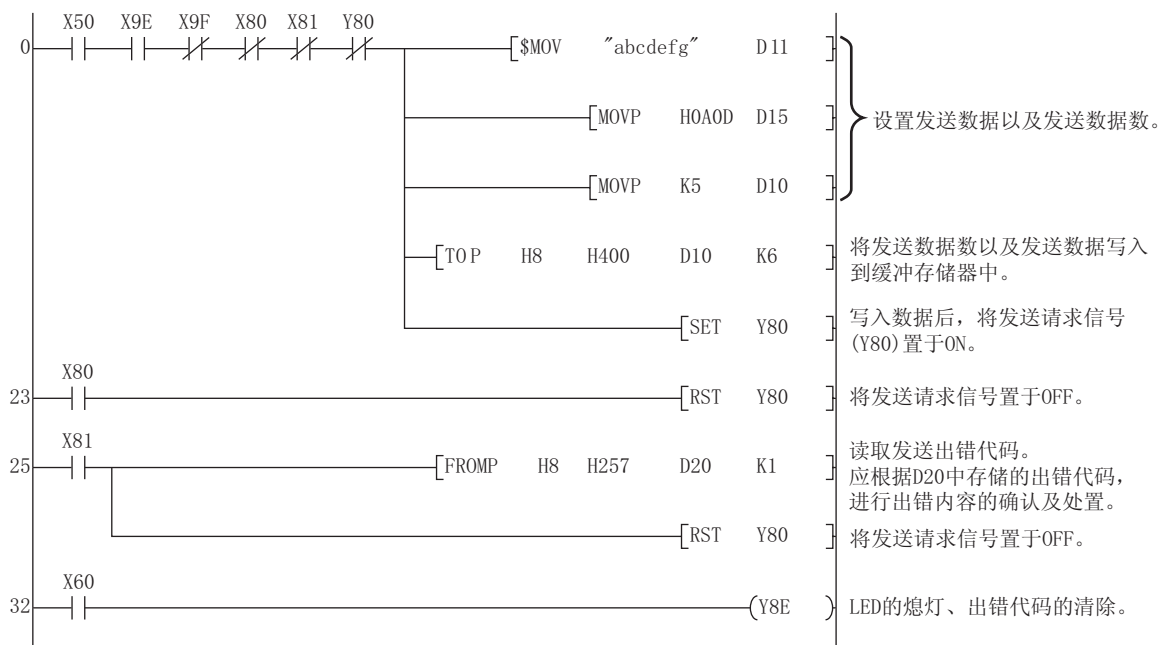 X50 X9E X9F X80 X81 Y80
0 $MOV "abcdefg" D11
MOVP H0A0D D15
设置发送数据以及发送数据数。
MOVP K5 D10
TOP H8 H400 D10 K6
将发送数据数以及发送数据写入
到缓冲存储器中。
SET Y80
写入数据后，将发送请求信号
(Y80)置于ON。
X80
23 RST Y80 将发送请求信号置于OFF。
X81
25 FROMP H8 H257 D20 K1
读取发送出错代码。
应根据D20中存储的出错代码，
进行出错内容的确认及处置。
RST Y80 将发送请求信号置于OFF。
X60
32 Y8E LED的熄灯、出错代码的清除。